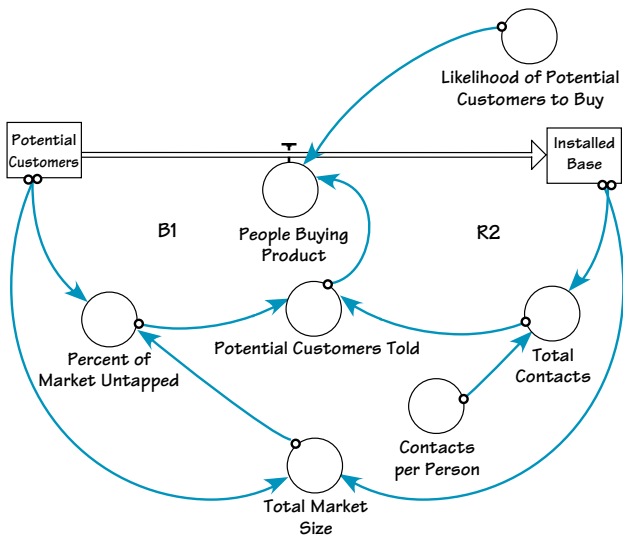 Likelihood of Potential
Customers to Buy
Potential
Customers
Installed
Base
B1
People Buying
Product
R2
Potential Customers Told
Percent of
Market Untapped
Total
Contacts
Contacts
per Person
Total Market
Size